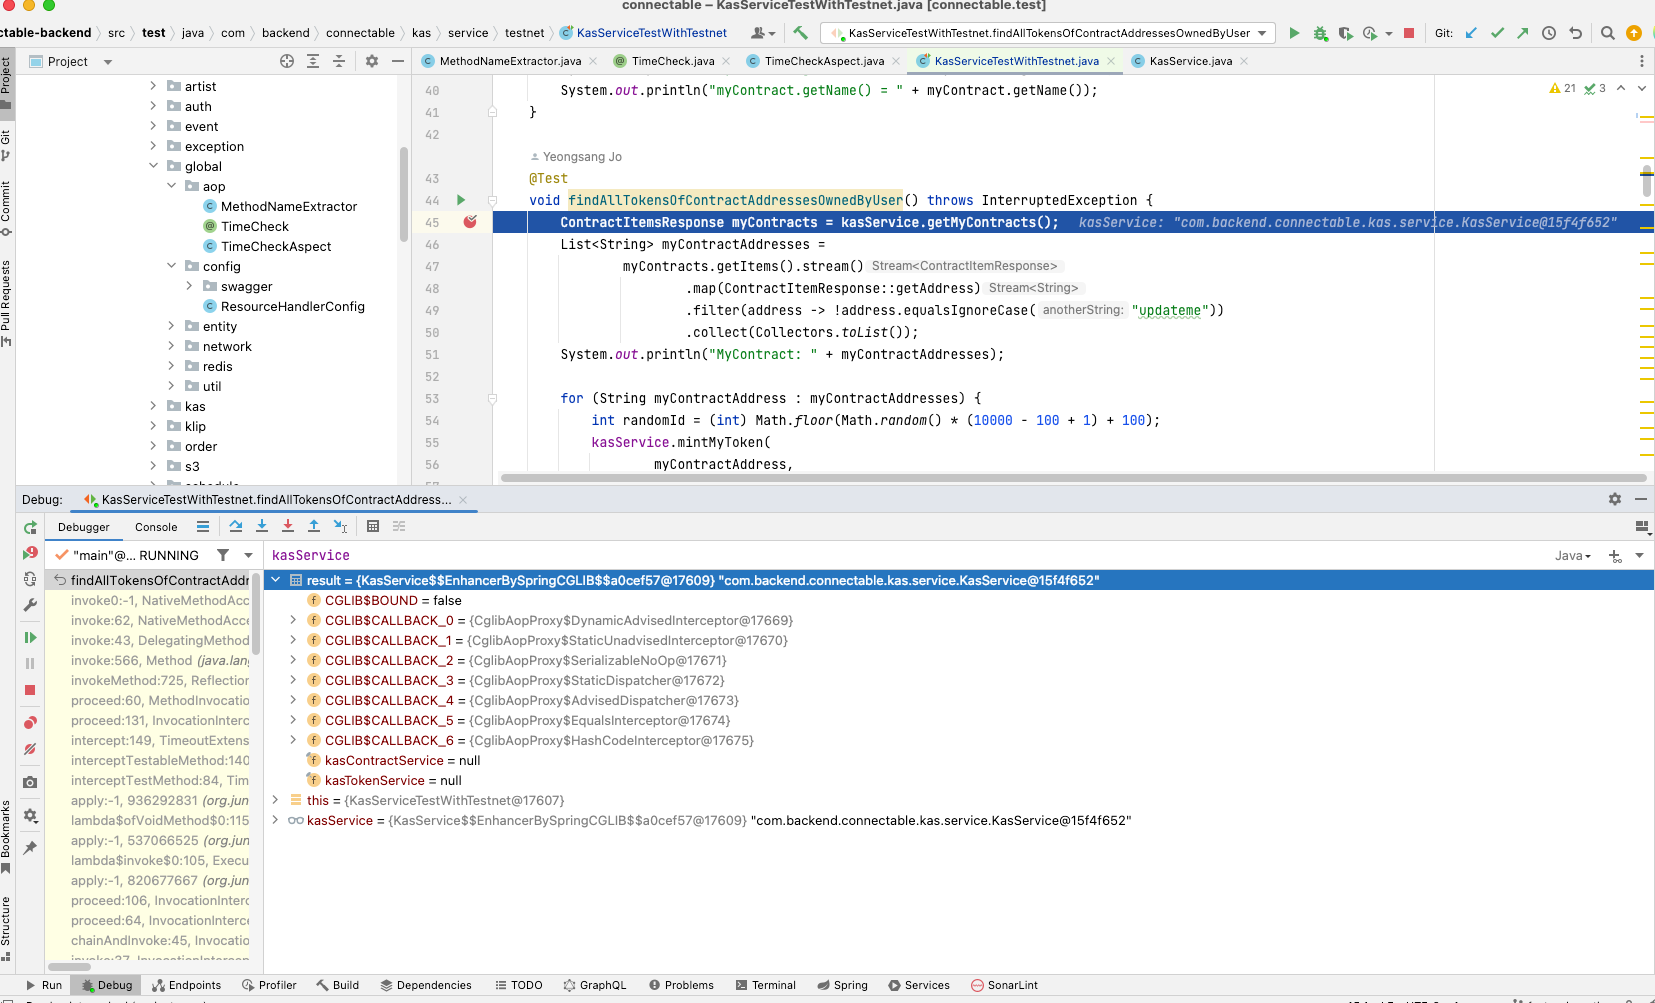 connectable – KasServiceTestWithTestnet.java [connectable.test]
ctable-backend src test java com backend connectable kas service testnet KasServiceTestWithTestnet
KasServiceTestWithTestnet.findAllTokensOfContractAddressesOwnedByUser Git:
Project
MethodNameExtractor.java TimeCheck.java TimeCheckAspect.java KasServiceTestWithTestnet.java KasService.java
Project
Git
Commit
Pull Requests
Bookmarks
Structure
artist
auth
event
exception
global
aop
MethodNameExtractor
TimeCheck
TimeCheckAspect
config
swagger
ResourceHandlerConfig
entity
network
redis
util
kas
klip
order
s3
schedule
21 3
40 System.out.println("myContract.getName() = " + myContract.getName());
41 }
42
Yeongsang Jo
43 @Test
44 void findAllTokensOfContractAddressesOwnedByUser() throws InterruptedException {
45 ContractItemsResponse myContracts = kasService.getMyContracts(); kasService: "com.backend.connectable.kas.service.KasService@15f4f652"
46 List<String> myContractAddresses =
47 myContracts.getItems().stream() Stream<ContractItemResponse>
48 .map(ContractItemResponse::getAddress) Stream<String>
49 .filter(address -> !address.equalsIgnoreCase( anotherString: "updateme"))
50 .collect(Collectors.toList());
51 System.out.println("MyContract: " + myContractAddresses);
52
53 for (String myContractAddress : myContractAddresses) {
54 int randomId = (int) Math.floor(Math.random() * (10000 - 100 + 1) + 100);
55 kasService.mintMyToken(
56 myContractAddress,
Debug: KasServiceTestWithTestnet.findAllTokensOfContractAddress...
Debugger Console
"main"@... RUNNING
kasService
Java
findAllTokensOfContractAddr
invoke0:-1, NativeMethodAcc
invoke:62, NativeMethodAcce
invoke:43, DelegatingMethod
invoke:566, Method (java.lang
invokeMethod:725, Reflection
proceed:60, MethodInvocatio
proceed:131, InvocationInterc
intercept:149, TimeoutExtens
interceptTestableMethod:140
interceptTestMethod:84, Tim
apply:-1, 936292831 (org.jun
lambda$ofVoidMethod$0:115
apply:-1, 537066525 (org.jun
lambda$invoke$0:105, Execu
apply:-1, 820677667 (org.jun
proceed:106, InvocationInterc
proceed:64, InvocationInterce
chainAndInvoke:45, Invocatio
invoke:37, InvocationIntercep
result = {KasService$$EnhancerBySpringCGLIB$$a0cef57@17609} "com.backend.connectable.kas.service.KasService@15f4f652"
CGLIB$BOUND = false
CGLIB$CALLBACK_0 = {CglibAopProxy$DynamicAdvisedInterceptor@17669}
CGLIB$CALLBACK_1 = {CglibAopProxy$StaticUnadvisedInterceptor@17670}
CGLIB$CALLBACK_2 = {CglibAopProxy$SerializableNoOp@17671}
CGLIB$CALLBACK_3 = {CglibAopProxy$StaticDispatcher@17672}
CGLIB$CALLBACK_4 = {CglibAopProxy$AdvisedDispatcher@17673}
CGLIB$CALLBACK_5 = {CglibAopProxy$EqualsInterceptor@17674}
CGLIB$CALLBACK_6 = {CglibAopProxy$HashCodeInterceptor@17675}
kasContractService = null
kasTokenService = null
this = {KasServiceTestWithTestnet@17607}
kasService = {KasService$$EnhancerBySpringCGLIB$$a0cef57@17609} "com.backend.connectable.kas.service.KasService@15f4f652"
Run Debug Endpoints Profiler Build Dependencies TODO GraphQL Problems Terminal Spring Services SonarLint